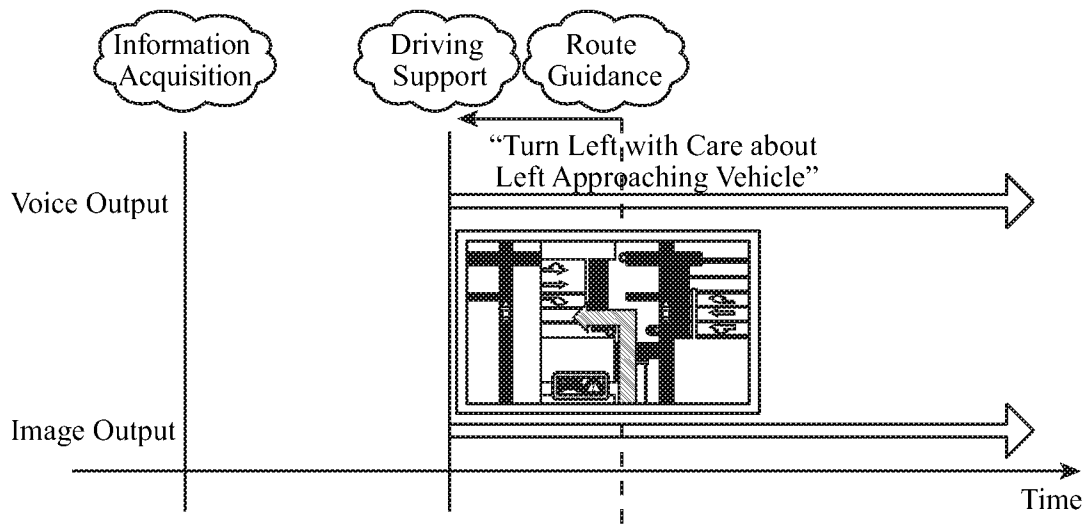 Information
Acquisition
Driving
Support
Route
Guidance
“Turn Left with Care about
Left Approaching Vehicle”
Voice Output
Image Output
Time